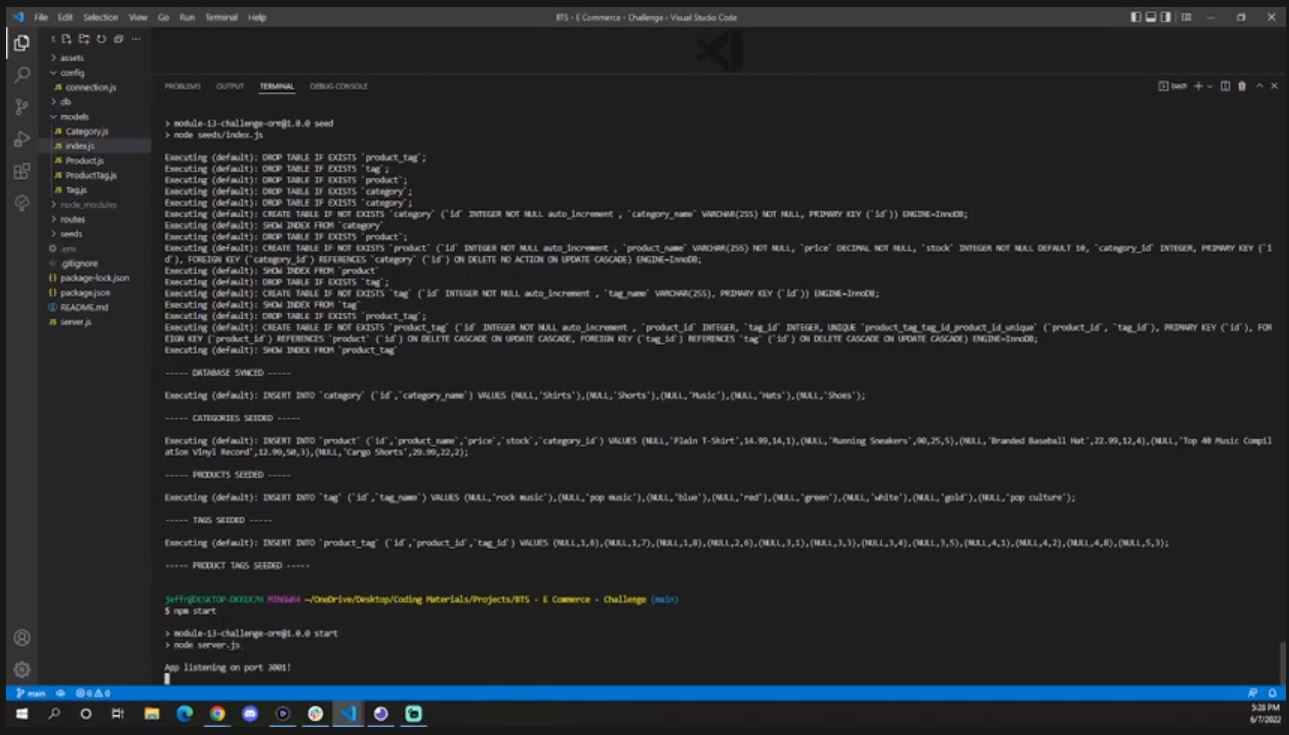 File Edit Selection View Go Run Terminal Help
BTS - E Commerce - Challenge - Visual Studio Code
assets
config
connection.js
db
models
Category.js
index.js
Product.js
ProductTag.js
Tag.js
node_modules
routes
seeds
.env
.gitignore
package-lock.json
package.json
README.md
server.js
PROBLEMS OUTPUT TERMINAL DEBUG CONSOLE
bash
> module-13-challenge-orm@1.0.0 seed
> node seeds/index.js
Executing (default): DROP TABLE IF EXISTS `product_tag`;
Executing (default): DROP TABLE IF EXISTS `tag`;
Executing (default): DROP TABLE IF EXISTS `product`;
Executing (default): DROP TABLE IF EXISTS `category`;
Executing (default): DROP TABLE IF EXISTS `category`;
Executing (default): CREATE TABLE IF NOT EXISTS `category` (`id` INTEGER NOT NULL auto_increment , `category_name` VARCHAR(255) NOT NULL, PRIMARY KEY (`id`)) ENGINE=InnoDB;
Executing (default): SHOW INDEX FROM `category`
Executing (default): DROP TABLE IF EXISTS `product`;
Executing (default): CREATE TABLE IF NOT EXISTS `product` (`id` INTEGER NOT NULL auto_increment , `product_name` VARCHAR(255) NOT NULL, `price` DECIMAL NOT NULL, `stock` INTEGER NOT NULL DEFAULT 10, `category_id` INTEGER, PRIMARY KEY (`i
d`), FOREIGN KEY (`category_id`) REFERENCES `category` (`id`) ON DELETE NO ACTION ON UPDATE CASCADE) ENGINE=InnoDB;
Executing (default): SHOW INDEX FROM `product`
Executing (default): DROP TABLE IF EXISTS `tag`;
Executing (default): CREATE TABLE IF NOT EXISTS `tag` (`id` INTEGER NOT NULL auto_increment , `tag_name` VARCHAR(255), PRIMARY KEY (`id`)) ENGINE=InnoDB;
Executing (default): SHOW INDEX FROM `tag`
Executing (default): DROP TABLE IF EXISTS `product_tag`;
Executing (default): CREATE TABLE IF NOT EXISTS `product_tag` (`id` INTEGER NOT NULL auto_increment , `product_id` INTEGER, `tag_id` INTEGER, UNIQUE `product_tag_tag_id_product_id_unique` (`product_id`, `tag_id`), PRIMARY KEY (`id`), FOR
EIGN KEY (`product_id`) REFERENCES `product` (`id`) ON DELETE CASCADE ON UPDATE CASCADE, FOREIGN KEY (`tag_id`) REFERENCES `tag` (`id`) ON DELETE CASCADE ON UPDATE CASCADE) ENGINE=InnoDB;
Executing (default): SHOW INDEX FROM `product_tag`
----- DATABASE SYNCED -----
Executing (default): INSERT INTO `category` (`id`,`category_name`) VALUES (NULL,'Shirts'),(NULL,'Shorts'),(NULL,'Music'),(NULL,'Hats'),(NULL,'Shoes');
----- CATEGORIES SEEDED -----
Executing (default): INSERT INTO `product` (`id`,`product_name`,`price`,`stock`,`category_id`) VALUES (NULL,'Plain T-Shirt',14.99,14,1),(NULL,'Running Sneakers',90,25,5),(NULL,'Branded Baseball Hat',22.99,12,4),(NULL,'Top 40 Music Compil
ation Vinyl Record',12.99,50,3),(NULL,'Cargo Shorts',29.99,22,2);
----- PRODUCTS SEEDED -----
Executing (default): INSERT INTO `tag` (`id`,`tag_name`) VALUES (NULL,'rock music'),(NULL,'pop music'),(NULL,'blue'),(NULL,'red'),(NULL,'green'),(NULL,'white'),(NULL,'gold'),(NULL,'pop culture');
----- TAGS SEEDED -----
Executing (default): INSERT INTO `product_tag` (`id`,`product_id`,`tag_id`) VALUES (NULL,1,6),(NULL,1,7),(NULL,1,8),(NULL,2,6),(NULL,3,1),(NULL,3,3),(NULL,3,4),(NULL,3,5),(NULL,4,1),(NULL,4,2),(NULL,4,8),(NULL,5,3);
----- PRODUCT TAGS SEEDED -----
MINGW64 ~/OneDrive/Desktop/Coding Materials/Projects/BTS - E Commerce - Challenge (main)
$ npm start
> module-13-challenge-orm@1.0.0 start
> node server.js
App listening on port 3001!
main 0 0
5:28 PM
6/7/2022